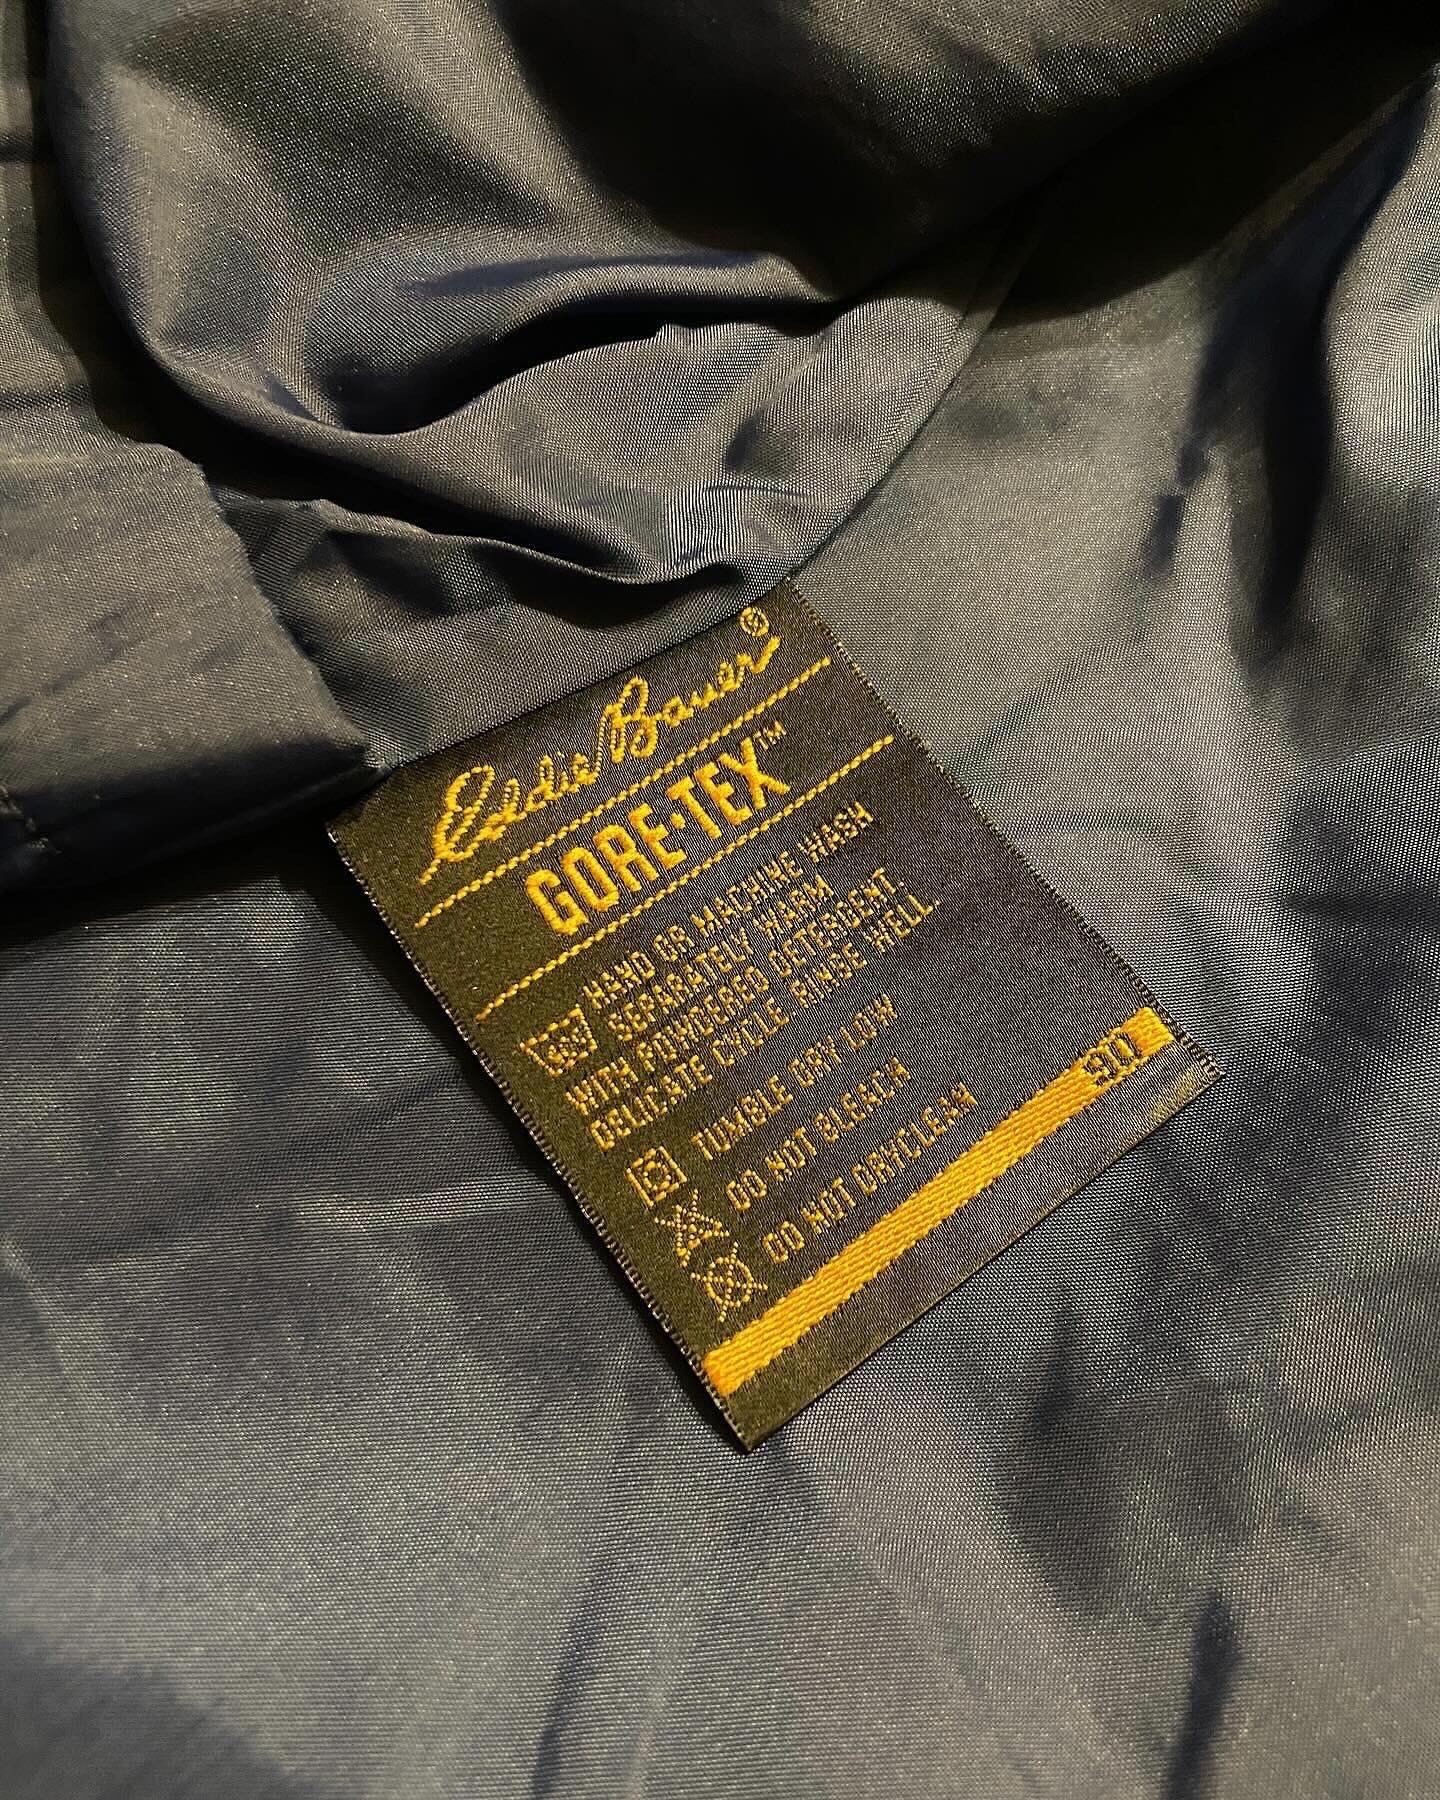 Eddie Bauer®
GORE-TEX™
HAND OR MACHINE WASH
SEPARATELY WARM
WITH POWDERED DETERGENT.
DELICATE CYCLE RINSE WELL.
TUMBLE DRY LOW
DO NOT BLEACH
DO NOT DRYCLEAN